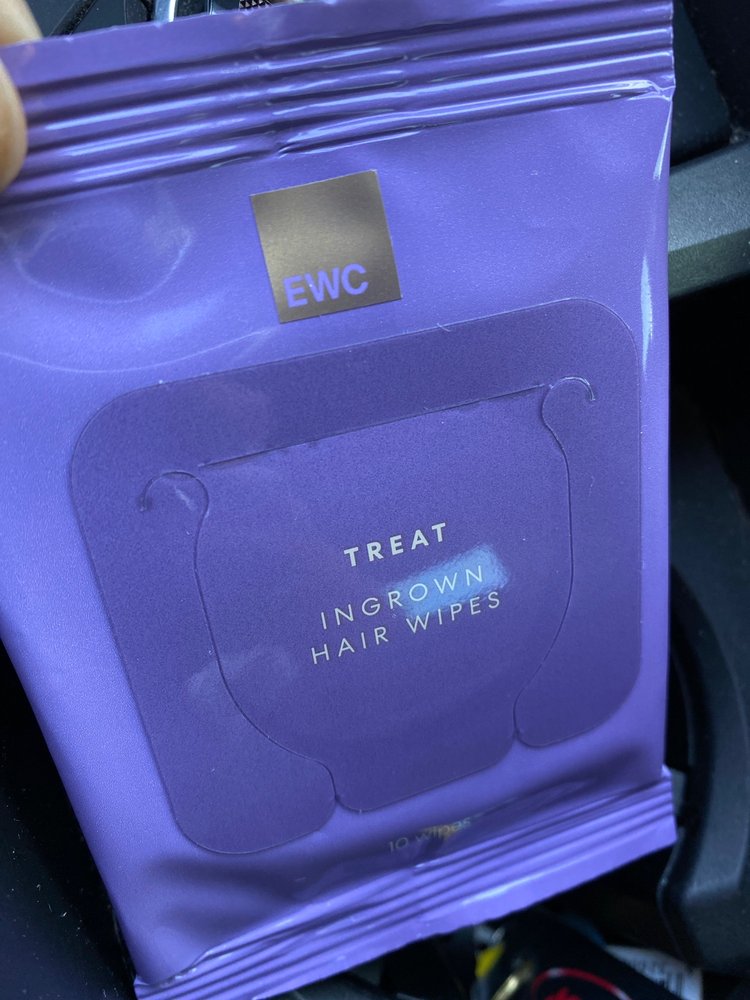 EWC
TREAT
INGROWN
HAIR WIPES
10 wipes